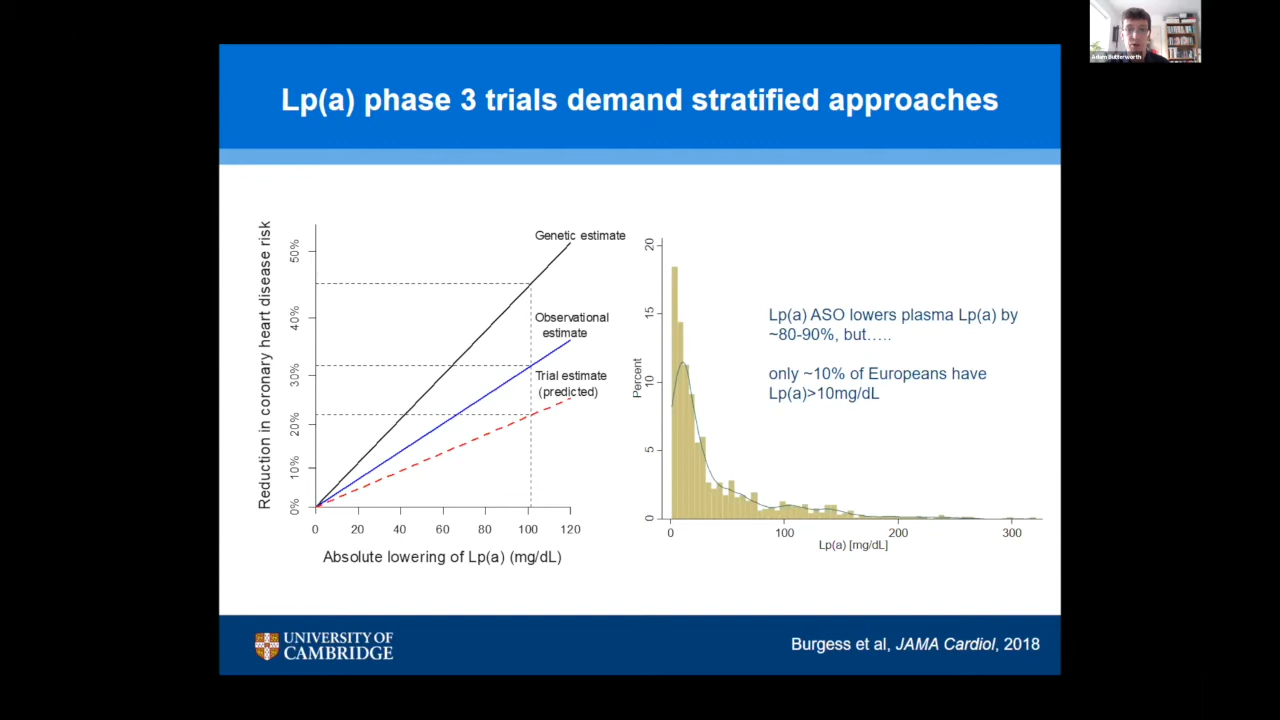 Adam Butterworth
Lp(a) phase 3 trials demand stratified approaches
Reduction in coronary heart disease risk
50%
40%
30%
20%
10%
0%
Genetic estimate
Observational
estimate
Trial estimate
(predicted)
0 20 40 60 80 100 120
Absolute lowering of Lp(a) (mg/dL)
Percent
20
15
10
5
0
0 100 200 300
Lp(a) [mg/dL]
Lp(a) ASO lowers plasma Lp(a) by
~80-90%, but.....
only ~10% of Europeans have
Lp(a)>10mg/dL
UNIVERSITY OF
CAMBRIDGE
Burgess et al, JAMA Cardiol, 2018